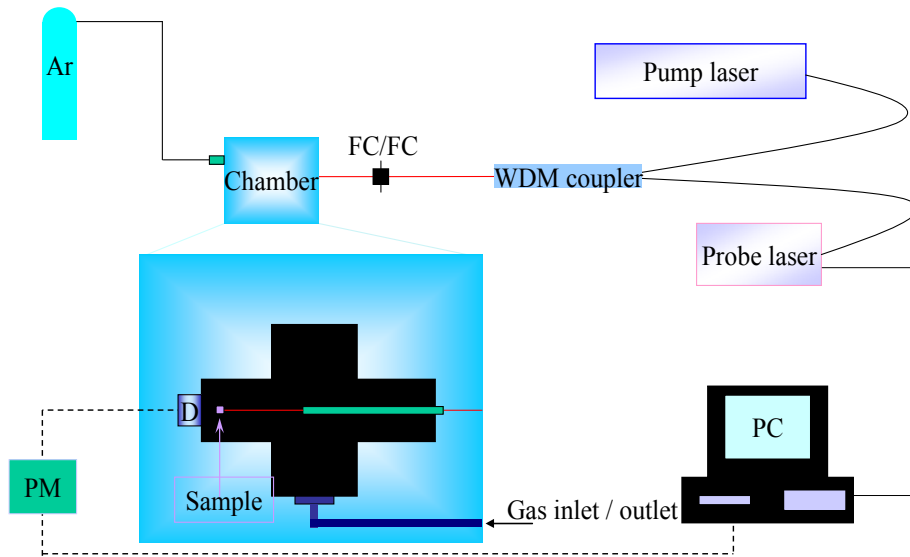 Ar
Pump laser
FC/FC
Chamber
WDM coupler
Probe laser
D
PC
PM
Sample
Gas inlet / outlet